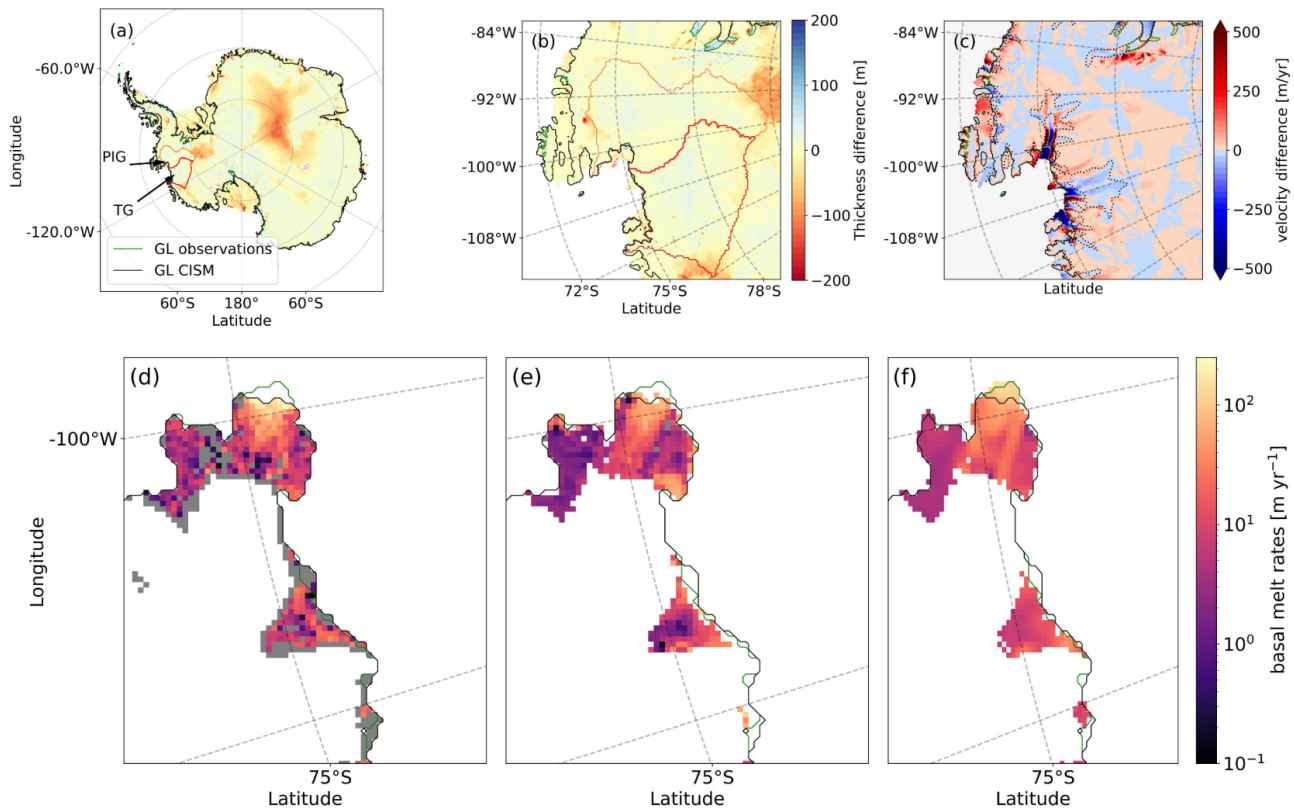 (a)
-60.0°W
Longitude
PIG
TG
-120.0°W
GL observations
GL CISM
60°S
180°
60°S
Latitude
(b)
-84°W
-92°W
-100°W
-108°W
72°S
75°S
78°S
Latitude
200
100
0
−100
−200
Thickness difference [m]
(c)
-84°W
-92°W
-100°W
-108°W
Latitude
500
250
0
−250
−500
velocity difference [m/yr]
(d)
-100°W
Longitude
75°S
Latitude
(e)
75°S
Latitude
(f)
75°S
Latitude
10²
10¹
10⁰
10⁻¹
basal melt rates [m yr⁻¹]